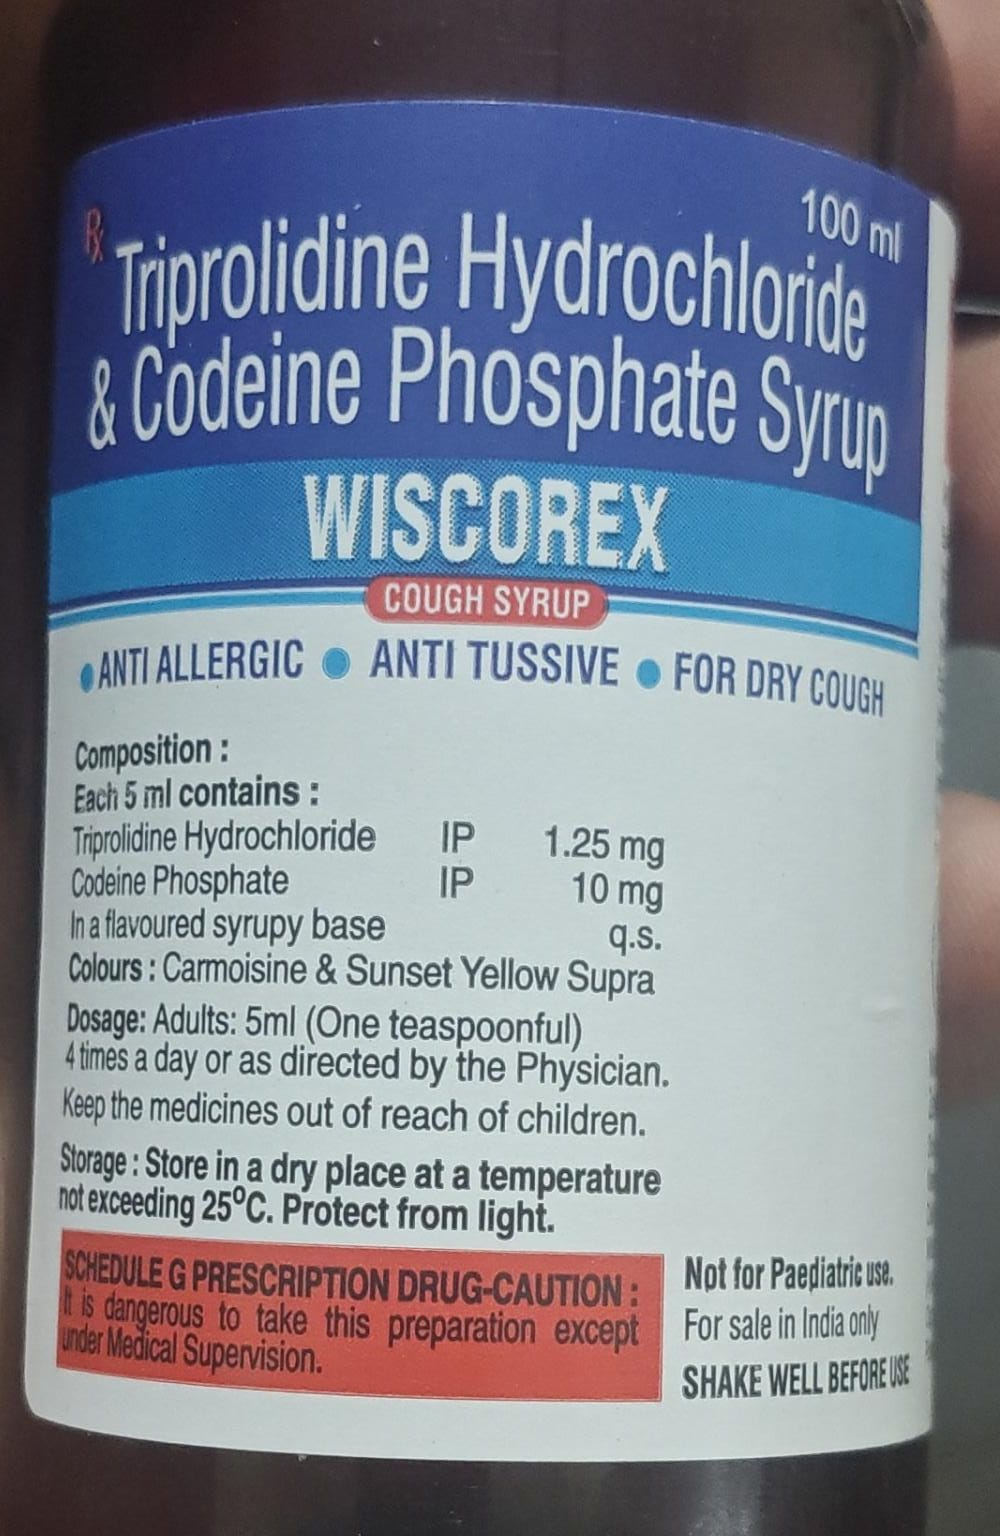 100 ml
Rx Triprolidine Hydrochloride
& Codeine Phosphate Syrup
WISCOREX
COUGH SYRUP
● ANTI ALLERGIC ● ANTI TUSSIVE ● FOR DRY COUGH
Composition :
Each 5 ml contains :
Triprolidine Hydrochloride IP 1.25 mg
Codeine Phosphate IP 10 mg
In a flavoured syrupy base q.s.
Colours : Carmoisine & Sunset Yellow Supra
Dosage: Adults: 5ml (One teaspoonful)
4 times a day or as directed by the Physician.
Keep the medicines out of reach of children.
Storage : Store in a dry place at a temperature
not exceeding 25°C. Protect from light.
SCHEDULE G PRESCRIPTION DRUG-CAUTION :
It is dangerous to take this preparation except
under Medical Supervision.
Not for Paediatric use.
For sale in India only
SHAKE WELL BEFORE USE